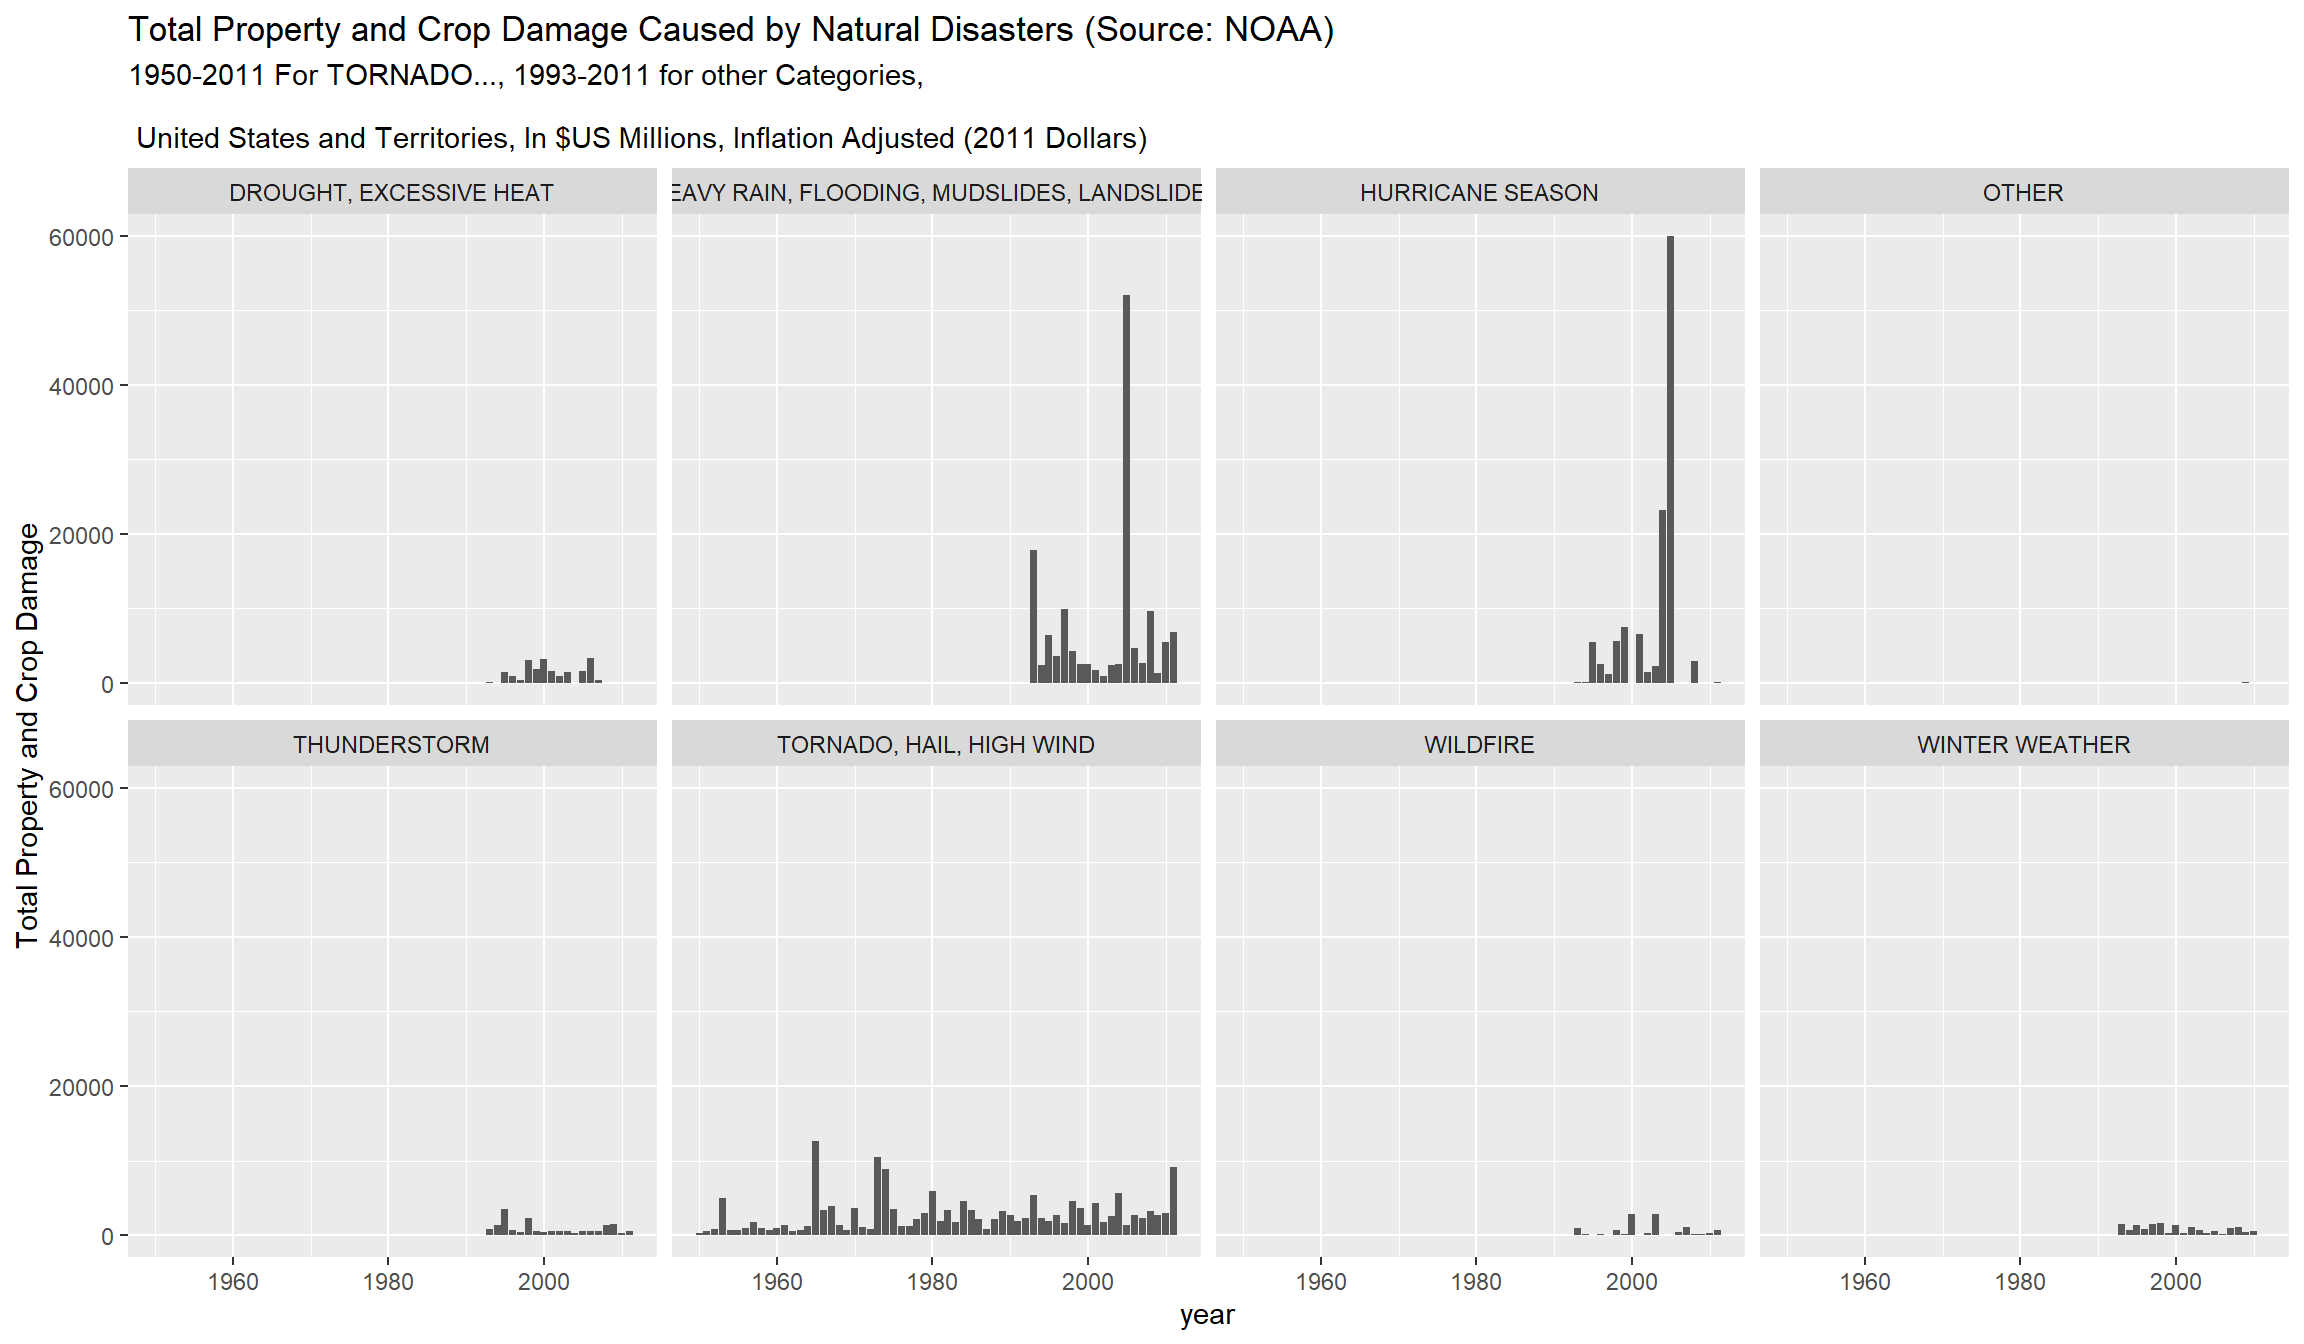 Total Property and Crop Damage Caused by Natural Disasters (Source: NOAA)
1950-2011 For TORNADO..., 1993-2011 for other Categories,
United States and Territories, In $US Millions, Inflation Adjusted (2011 Dollars)
DROUGHT, EXCESSIVE HEAT
EAVY RAIN, FLOODING, MUDSLIDES, LANDSLIDE
HURRICANE SEASON
OTHER
60000
40000
20000
0
THUNDERSTORM
TORNADO, HAIL, HIGH WIND
WILDFIRE
WINTER WEATHER
60000
40000
20000
0
Total Property and Crop Damage
1960 1980 2000
1960 1980 2000
1960 1980 2000
1960 1980 2000
year